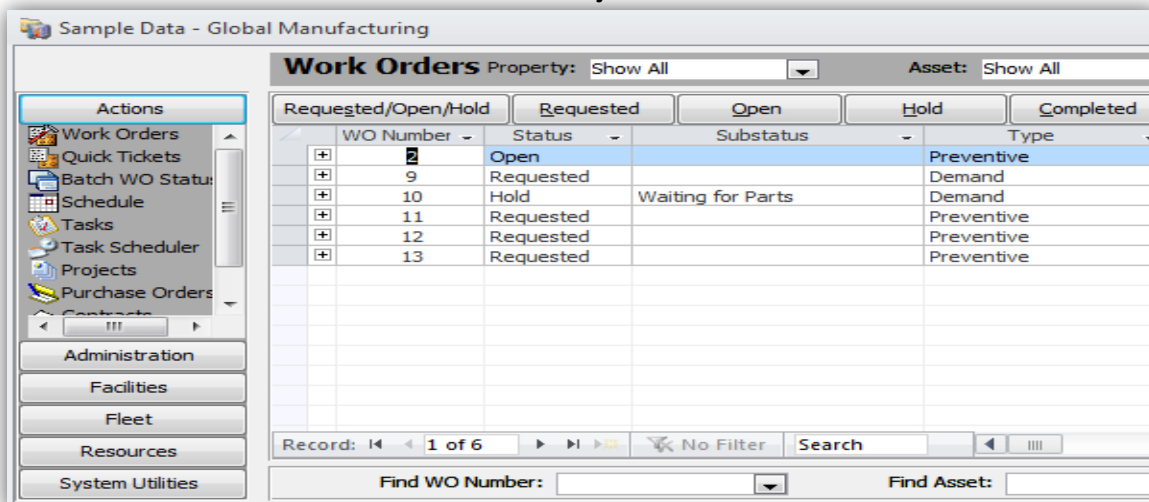 Sample Data - Global Manufacturing
Work Orders Property: Show All Asset: Show All
Actions
Work Orders
Quick Tickets
Batch WO Statu
Schedule
Tasks
Task Scheduler
Projects
Purchase Orders
Contracts
Administration
Facilities
Fleet
Resources
System Utilities
Requested/Open/Hold Requested Open Hold Completed
WO Number Status Substatus Type
2 Open Preventive
9 Requested Demand
10 Hold Waiting for Parts Demand
11 Requested Preventive
12 Requested Preventive
13 Requested Preventive
Record: 1 of 6 No Filter Search
Find WO Number: Find Asset: